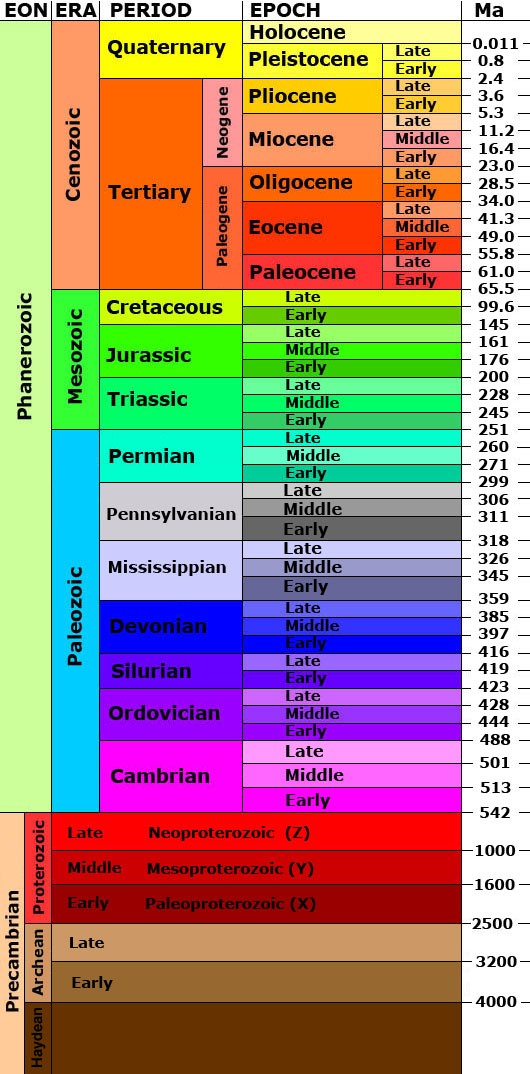 EON ERA PERIOD EPOCH Ma
Phanerozoic
Cenozoic
Quaternary
Holocene
0.011
Pleistocene
Late
0.8
Early
2.4
Tertiary
Neogene
Pliocene
Late
3.6
Early
5.3
Miocene
Late
11.2
Middle
16.4
Early
23.0
Paleogene
Oligocene
Late
28.5
Early
34.0
Eocene
Late
41.3
Middle
49.0
Early
55.8
Paleocene
Late
61.0
Early
65.5
Mesozoic
Cretaceous
Late
99.6
Early
145
Jurassic
Late
161
Middle
176
Early
200
Triassic
Late
228
Middle
245
Early
251
Paleozoic
Permian
Late
260
Middle
271
Early
299
Pennsylvanian
Late
306
Middle
311
Early
318
Mississippian
Late
326
Middle
345
Early
359
Devonian
Late
385
Middle
397
Early
416
Silurian
Late
419
Early
423
Ordovician
Late
428
Middle
444
Early
488
Cambrian
Late
501
Middle
513
Early
542
Precambrian
Proterozoic
Late Neoproterozoic (Z)
1000
Middle Mesoproterozoic (Y)
1600
Early Paleoproterozoic (X)
2500
Archean
Late
3200
Early
4000
Haydean